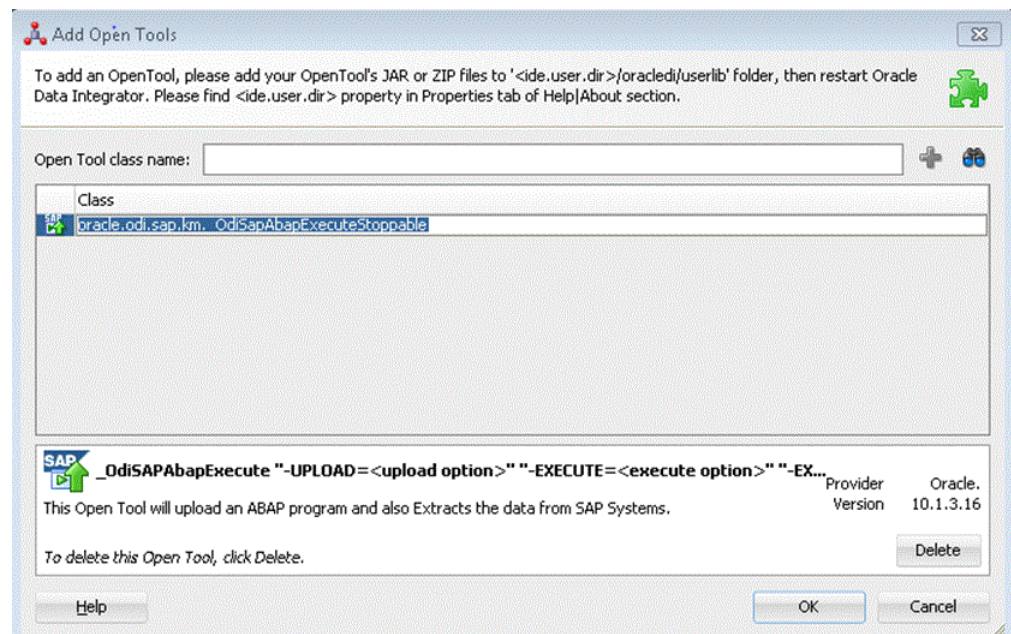 Add Open Tools
To add an OpenTool, please add your OpenTool's JAR or ZIP files to '<ide.user.dir>/oracledi/userlib' folder, then restart Oracle
Data Integrator. Please find <ide.user.dir> property in Properties tab of Help|About section.
Open Tool class name:
Class
SAP
oracle.odi.sap.km._OdiSapAbapExecuteStoppable
SAP
_OdiSAPAbapExecute "-UPLOAD=<upload option>" "-EXECUTE=<execute option>" "-EX...
Provider Oracle.
This Open Tool will upload an ABAP program and also Extracts the data from SAP Systems.
Version 10.1.3.16
To delete this Open Tool, click Delete.
Delete
Help
OK
Cancel